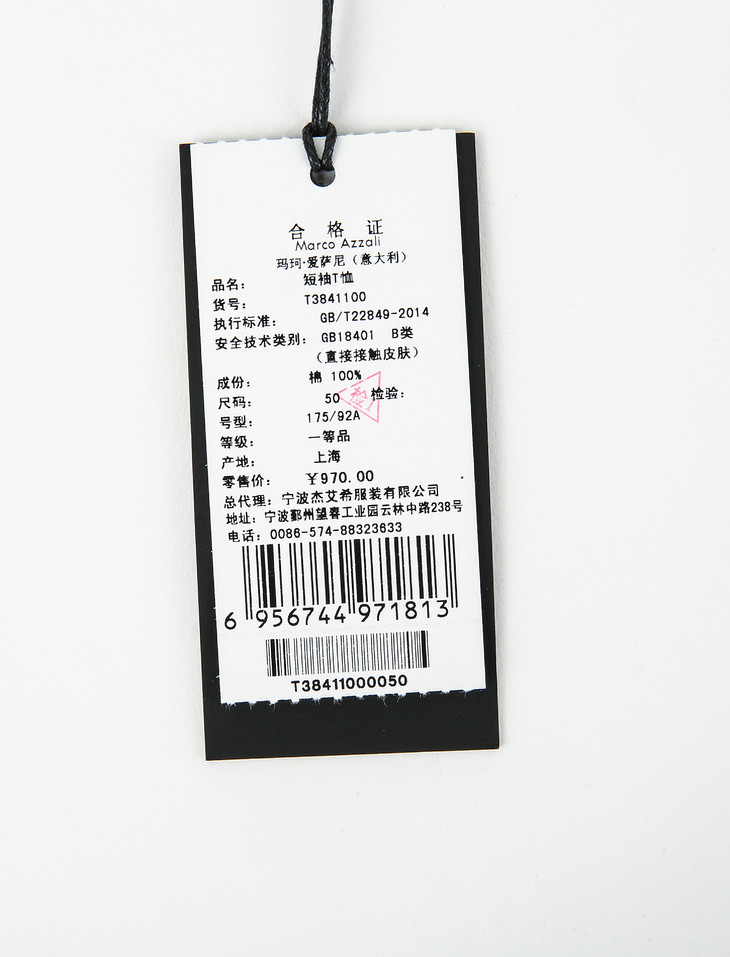 合 格 证
Marco Azzali
玛珂·爱萨尼（意大利）
品名： 短袖T恤
货号： T3841100
执行标准： GB/T22849-2014
安全技术类别： GB18401 B类
（直接接触皮肤）
成份： 棉 100%
尺码： 50 检验：
号型： 175/92A
等级： 一等品
产地： 上海
零售价： ￥970.00
总代理：宁波杰艾希服装有限公司
地址：宁波鄞州望春工业园云林中路238号
电话：0086-574-88323633
6 956744 971813
T38411000050